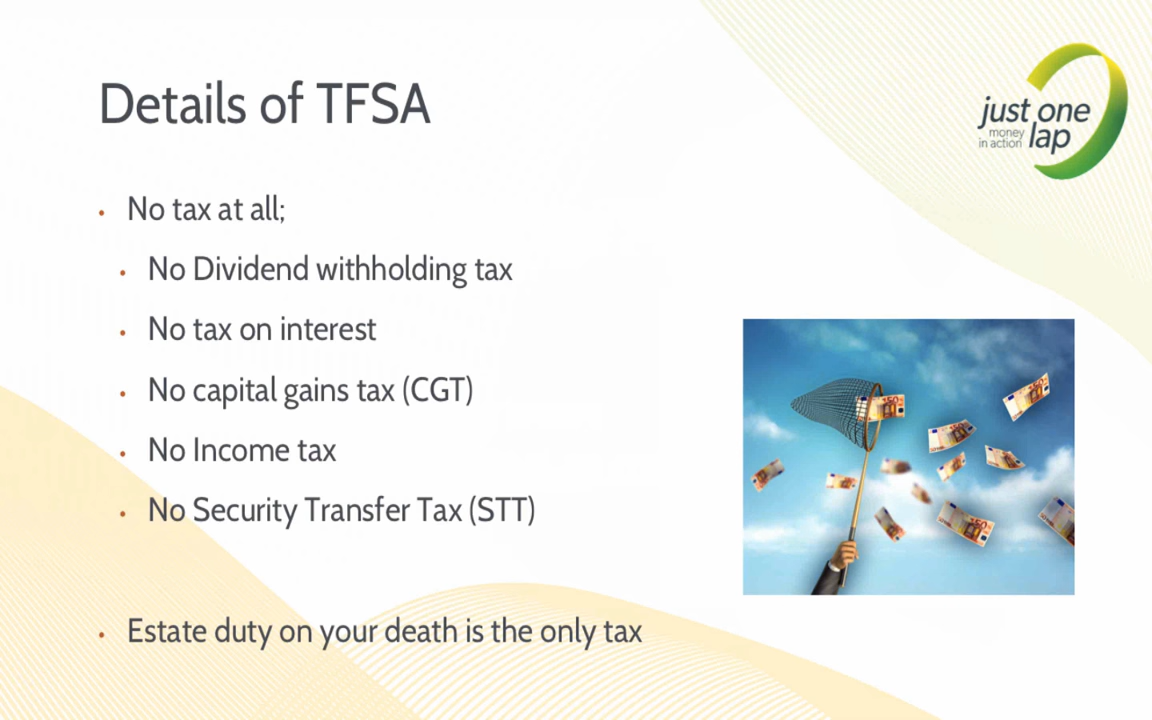 Details of TFSA
just one
money
in action lap
• No tax at all;
• No Dividend withholding tax
• No tax on interest
• No capital gains tax (CGT)
• No Income tax
• No Security Transfer Tax (STT)
• Estate duty on your death is the only tax